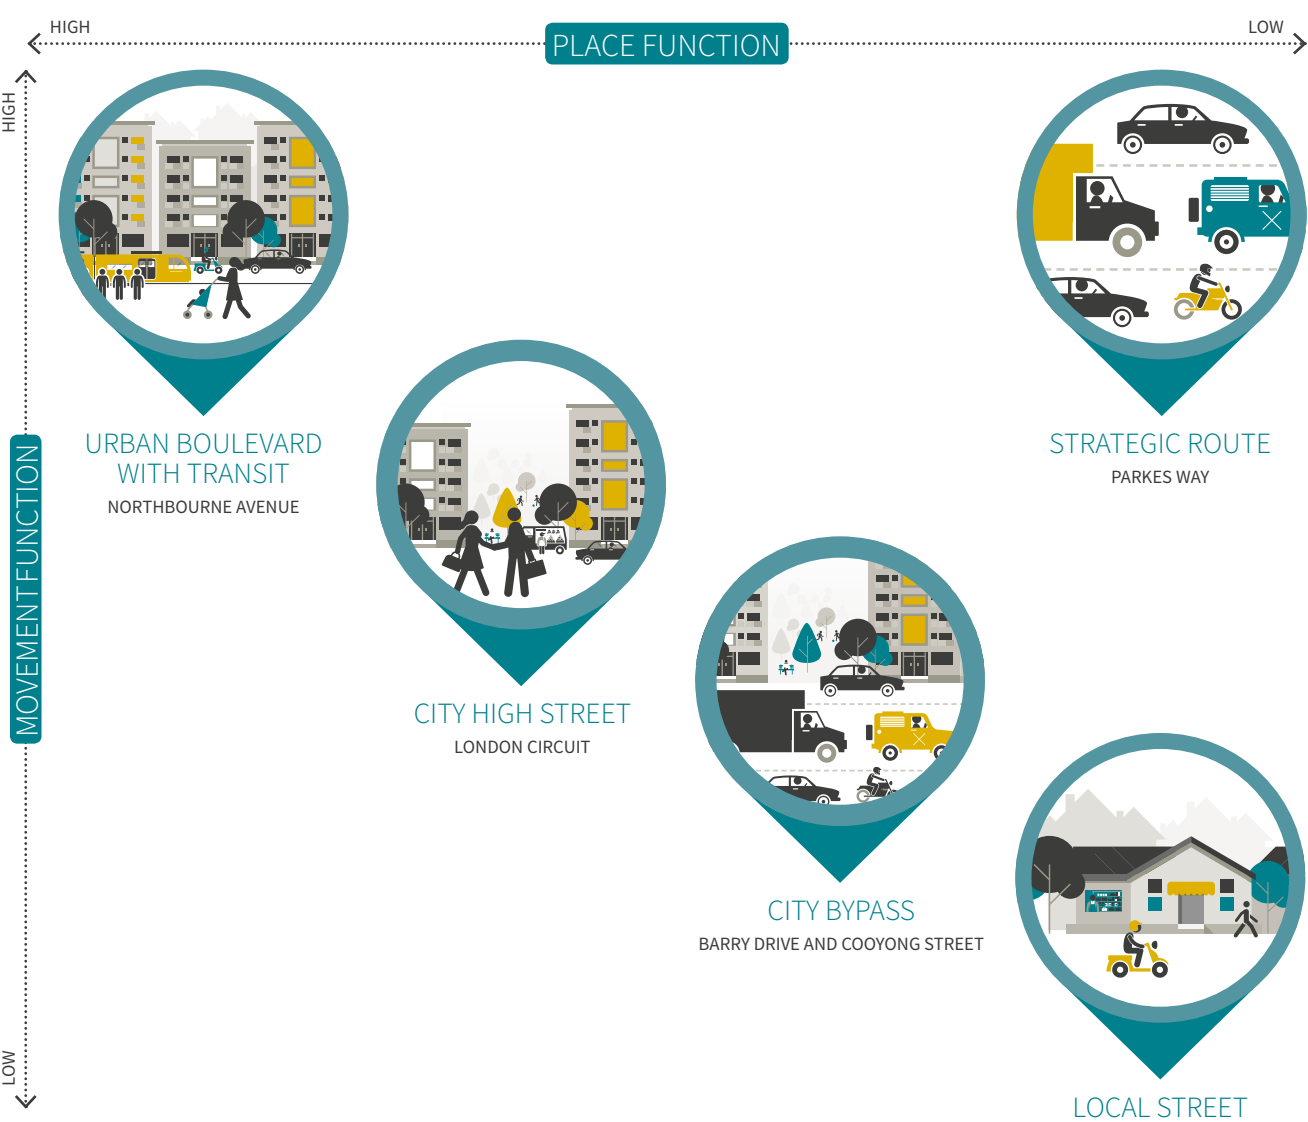 HIGH
PLACE FUNCTION
LOW
HIGH
MOVEMENT FUNCTION
LOW
URBAN BOULEVARD
WITH TRANSIT
NORTHBOURNE AVENUE
STRATEGIC ROUTE
PARKES WAY
CITY HIGH STREET
LONDON CIRCUIT
CITY BYPASS
BARRY DRIVE AND COOYONG STREET
LOCAL STREET